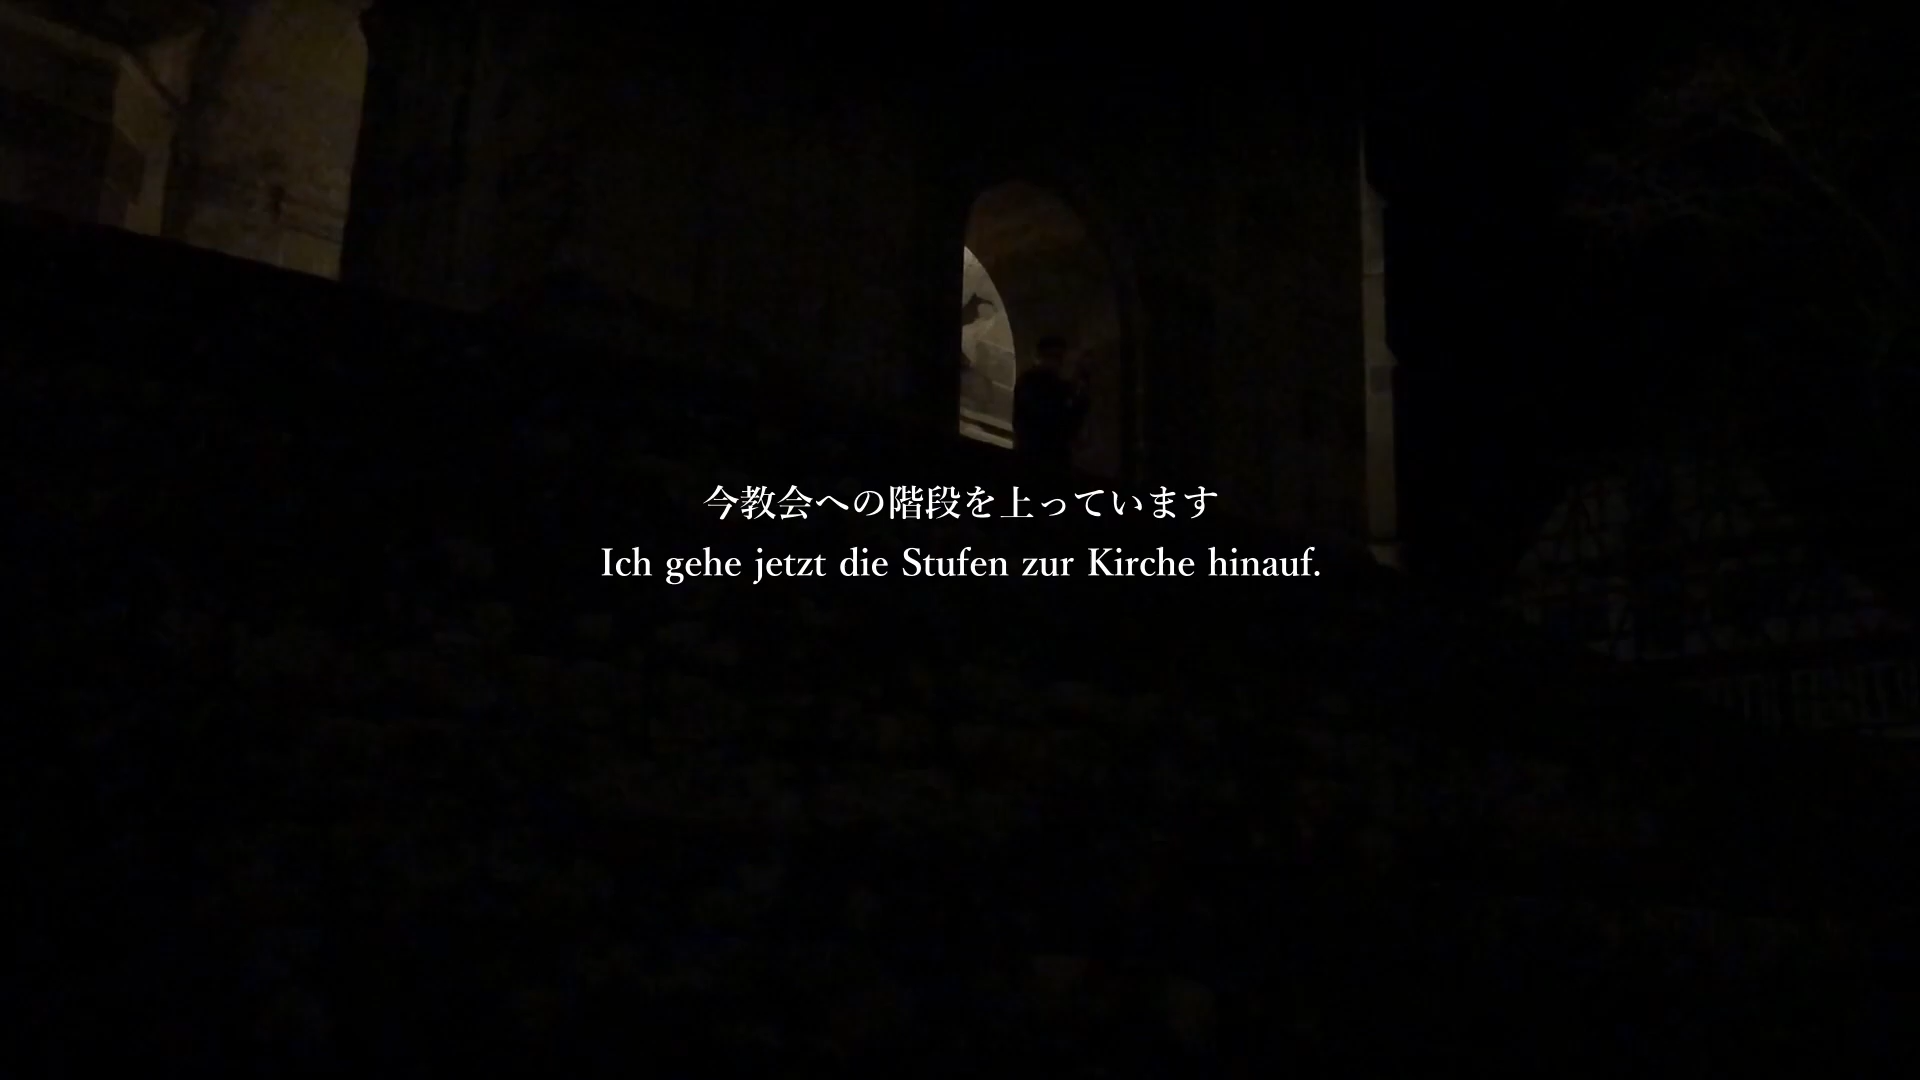 今教会への階段を上っています
Ich gehe jetzt die Stufen zur Kirche hinauf.